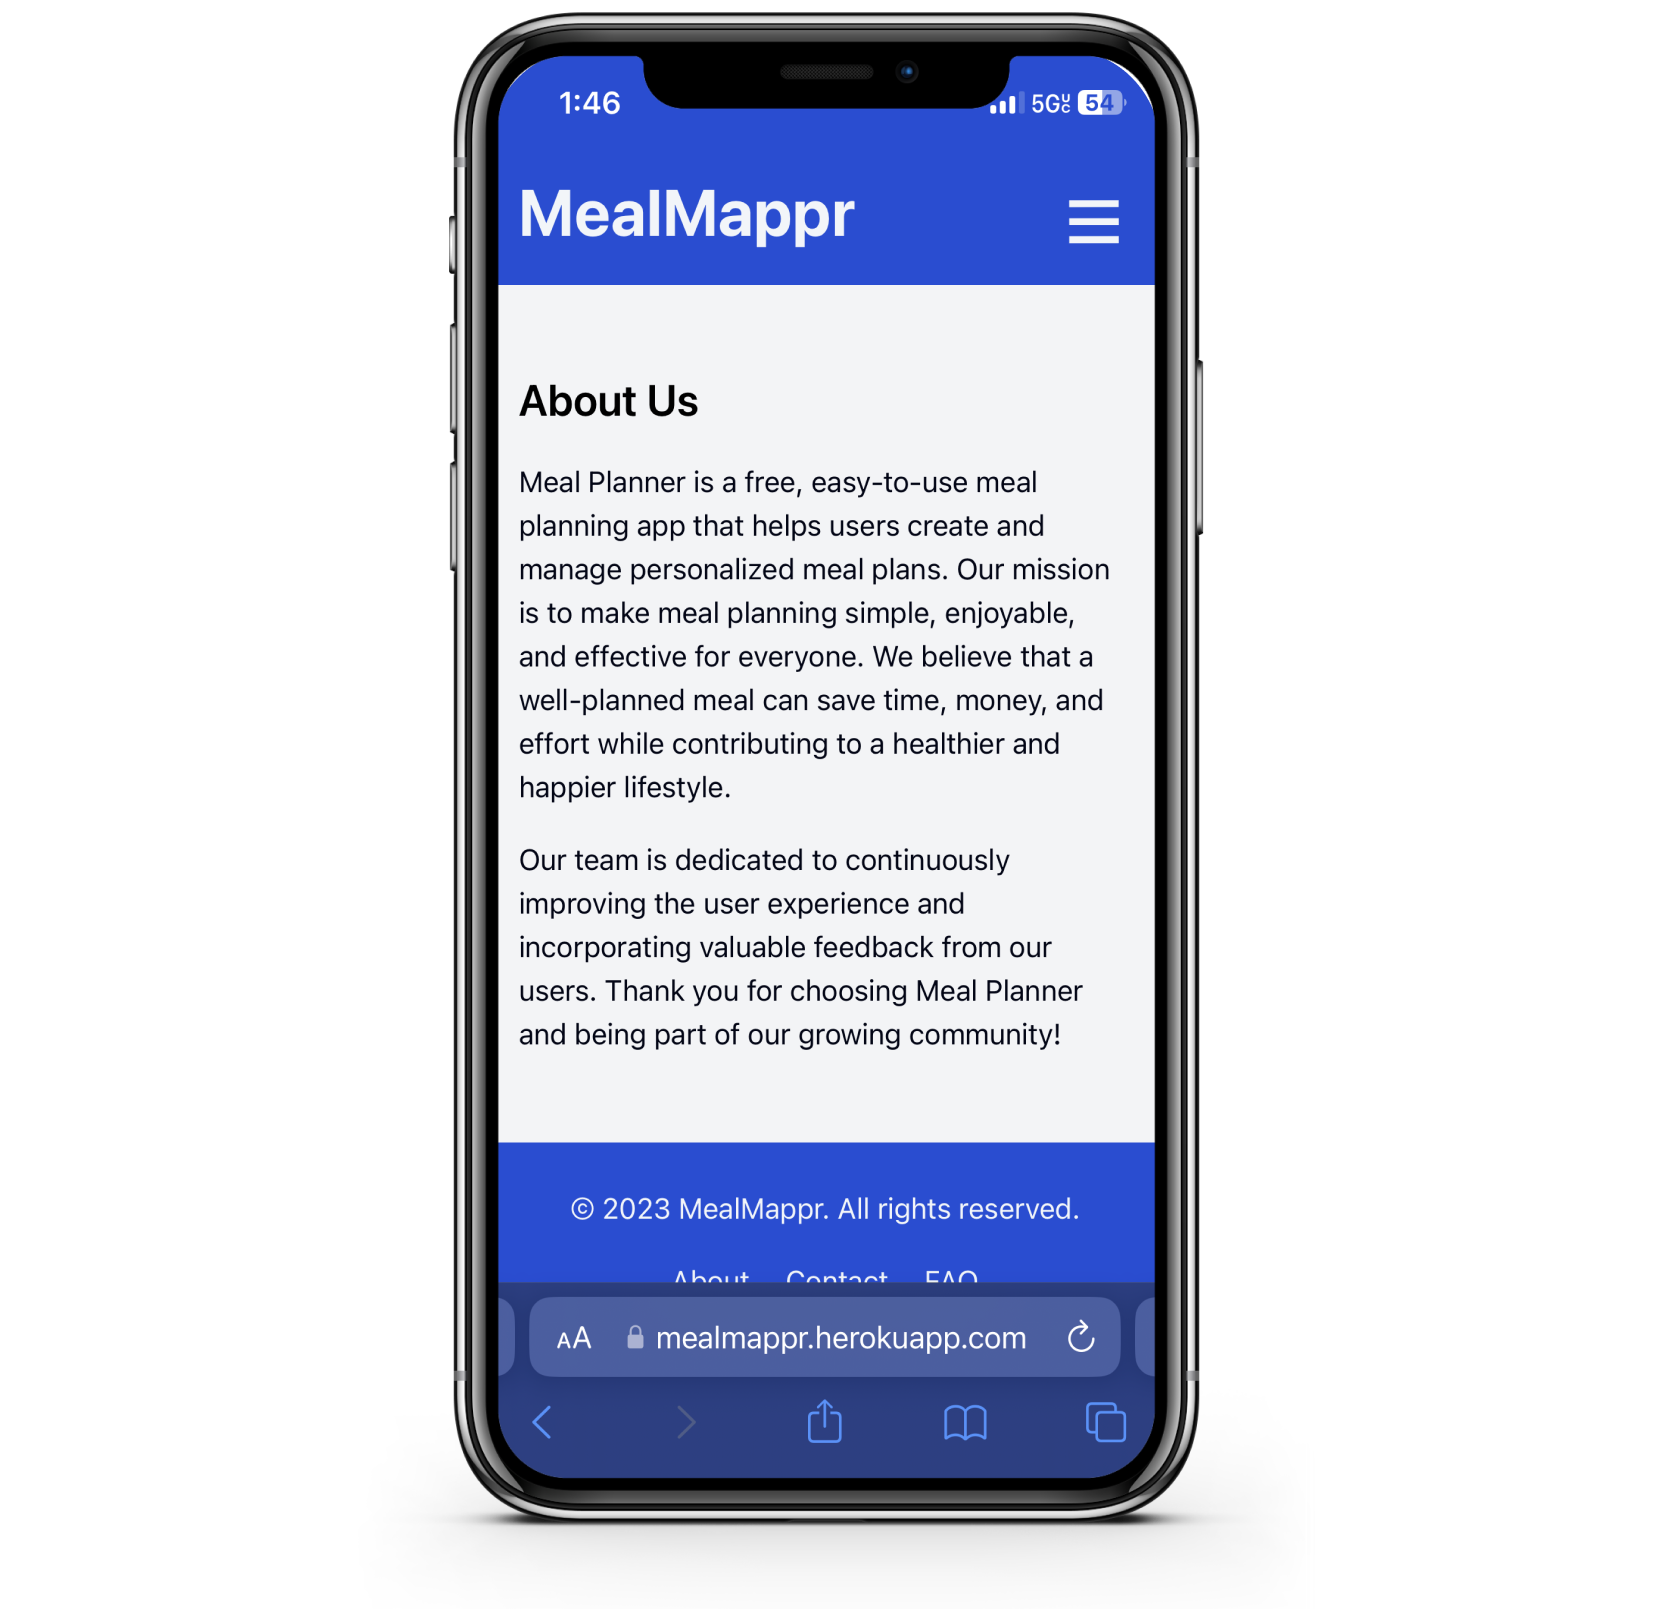 1:46
5GUC 54
MealMappr
About Us
Meal Planner is a free, easy-to-use meal
planning app that helps users create and
manage personalized meal plans. Our mission
is to make meal planning simple, enjoyable,
and effective for everyone. We believe that a
well-planned meal can save time, money, and
effort while contributing to a healthier and
happier lifestyle.
Our team is dedicated to continuously
improving the user experience and
incorporating valuable feedback from our
users. Thank you for choosing Meal Planner
and being part of our growing community!
© 2023 MealMappr. All rights reserved.
About Contact FAQ
AA mealmappr.herokuapp.com